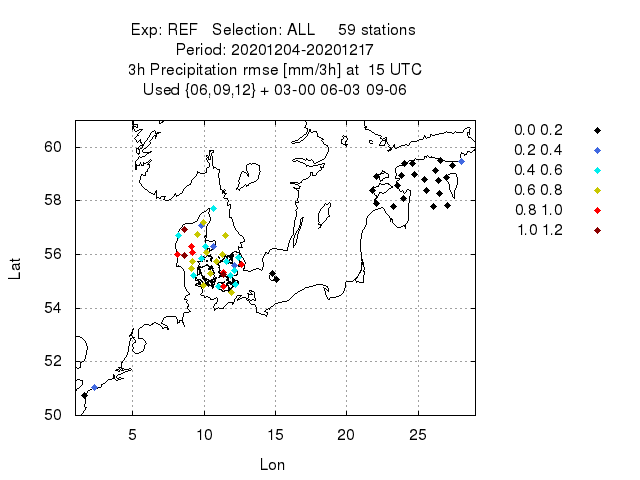 Exp: REF Selection: ALL 59 stations
Period: 20201204-20201217
3h Precipitation rmse [mm/3h] at 15 UTC
Used {06,09,12} + 03-00 06-03 09-06
0.0 0.2
0.2 0.4
0.4 0.6
0.6 0.8
0.8 1.0
1.0 1.2
Lat
60
58
56
54
52
50
5 10 15 20 25
Lon